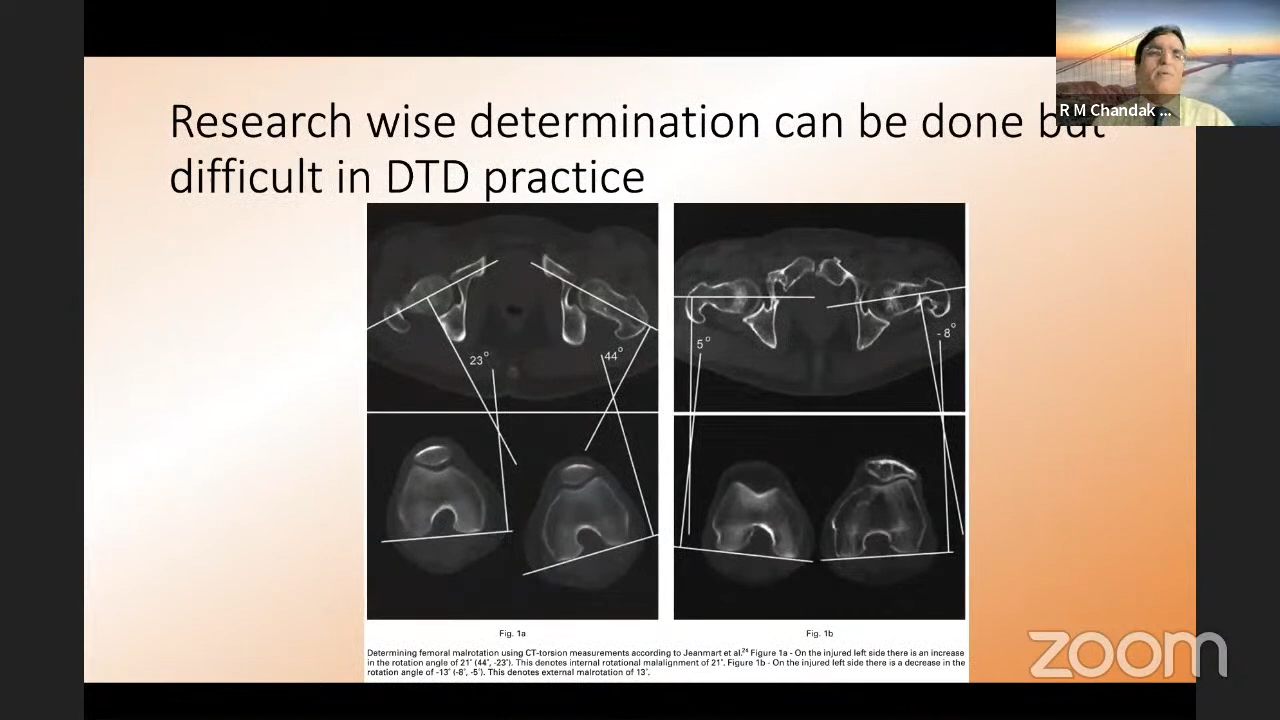 Research wise determination can be done but
difficult in DTD practice
R M Chandak ...
23°
44°
5°
- 8°
Fig. 1a
Fig. 1b
Determining femoral malrotation using CT-torsion measurements according to Jeanmart et al.24 Figure 1a - On the injured left side there is an increase
in the rotation angle of 21° (44°, -23°). This denotes internal rotational malalignment of 21°. Figure 1b - On the injured left side there is a decrease in the
rotation angle of -13° (-8°, -5°). This denotes external malrotation of 13°.
zoom